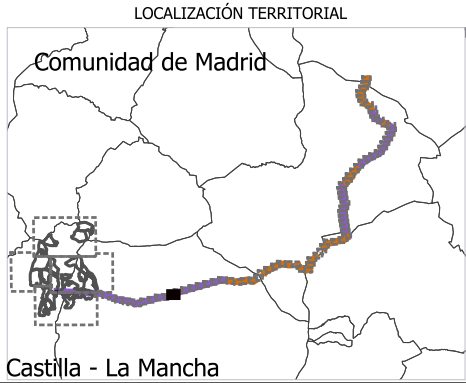 LOCALIZACIÓN TERRITORIAL
Comunidad de Madrid
Castilla - La Mancha